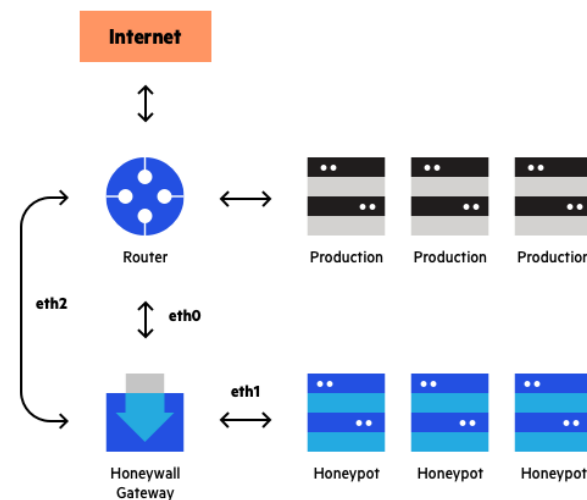 Internet
Router
Production
Production
Production
eth2
eth0
eth1
Honeywall
Gateway
Honeypot
Honeypot
Honeypot